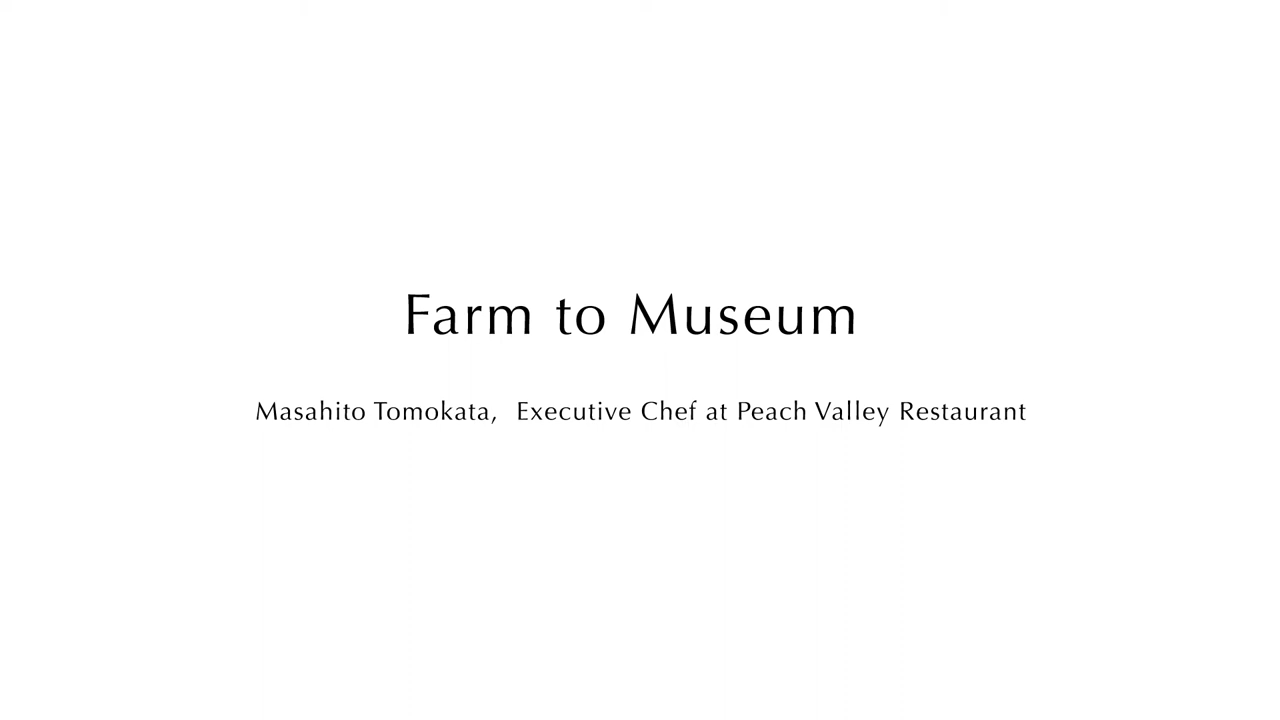 Farm to Museum
Masahito Tomokata,  Executive Chef at Peach Valley Restaurant